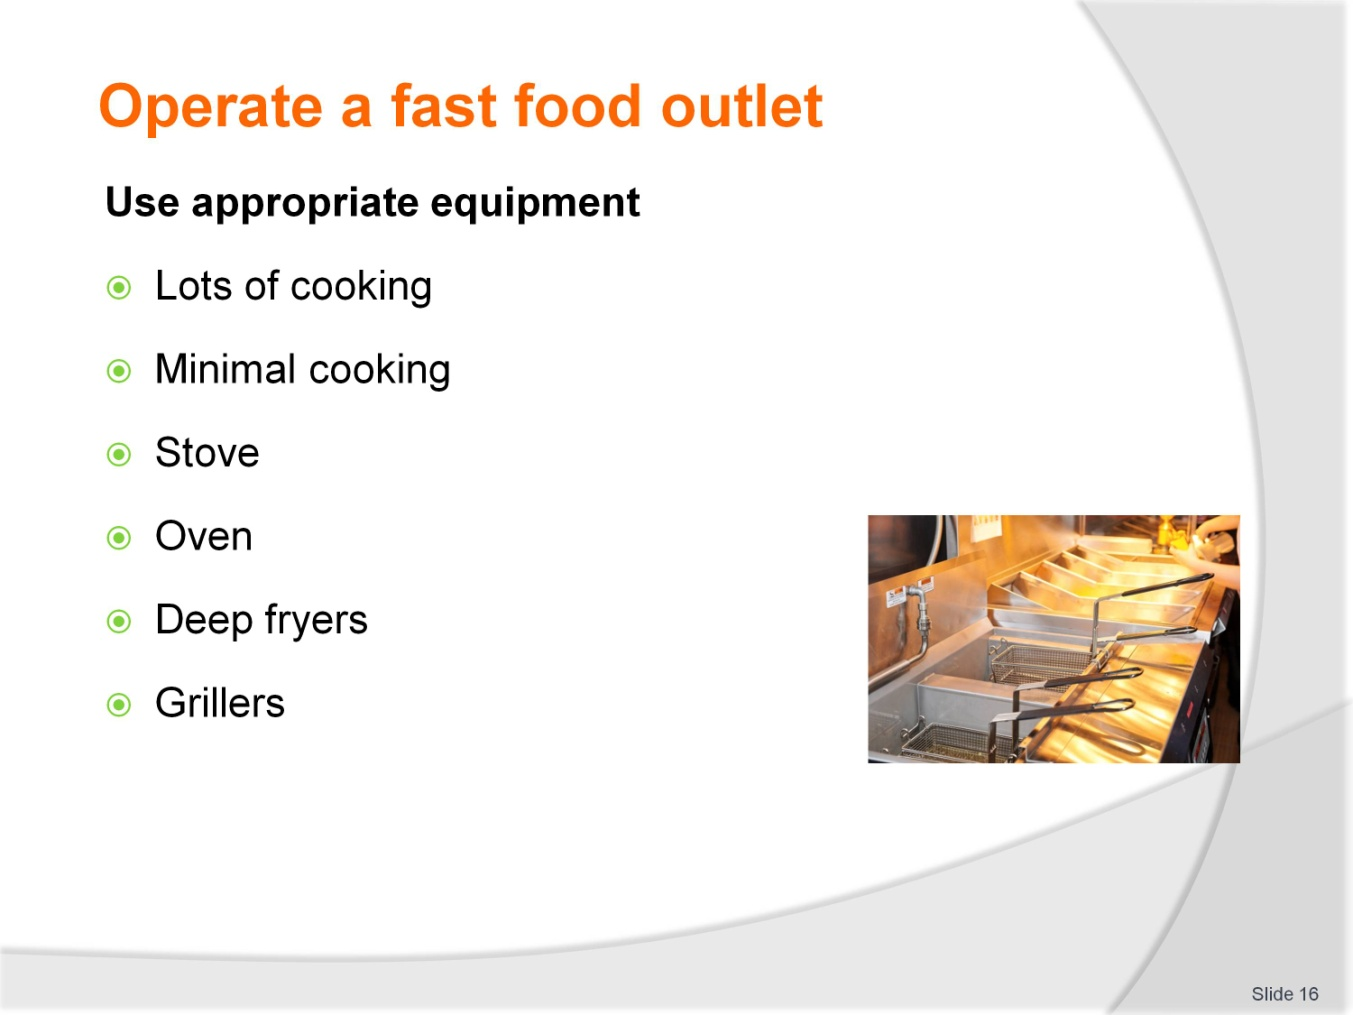 Operate a fast food outlet
Use appropriate equipment
Lots of cooking
Minimal cooking
Stove
Oven
Deep fryers
Grillers
Slide 16